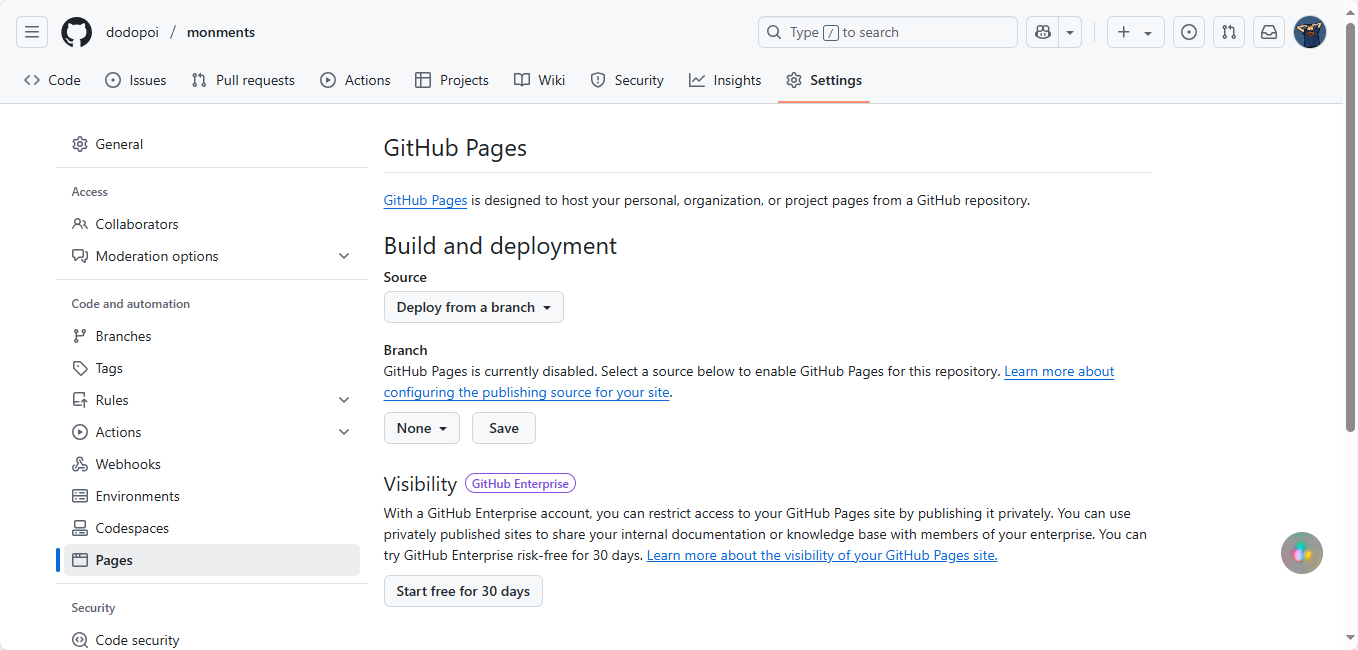 dodopoi / monments
Type / to search
Code Issues Pull requests Actions Projects Wiki Security Insights Settings
General
Access
Collaborators
Moderation options
Code and automation
Branches
Tags
Rules
Actions
Webhooks
Environments
Codespaces
Pages
Security
Code security
GitHub Pages
GitHub Pages is designed to host your personal, organization, or project pages from a GitHub repository.
Build and deployment
Source
Deploy from a branch
Branch
GitHub Pages is currently disabled. Select a source below to enable GitHub Pages for this repository. Learn more about
configuring the publishing source for your site.
None Save
Visibility GitHub Enterprise
With a GitHub Enterprise account, you can restrict access to your GitHub Pages site by publishing it privately. You can use
privately published sites to share your internal documentation or knowledge base with members of your enterprise. You can
try GitHub Enterprise risk-free for 30 days. Learn more about the visibility of your GitHub Pages site.
Start free for 30 days